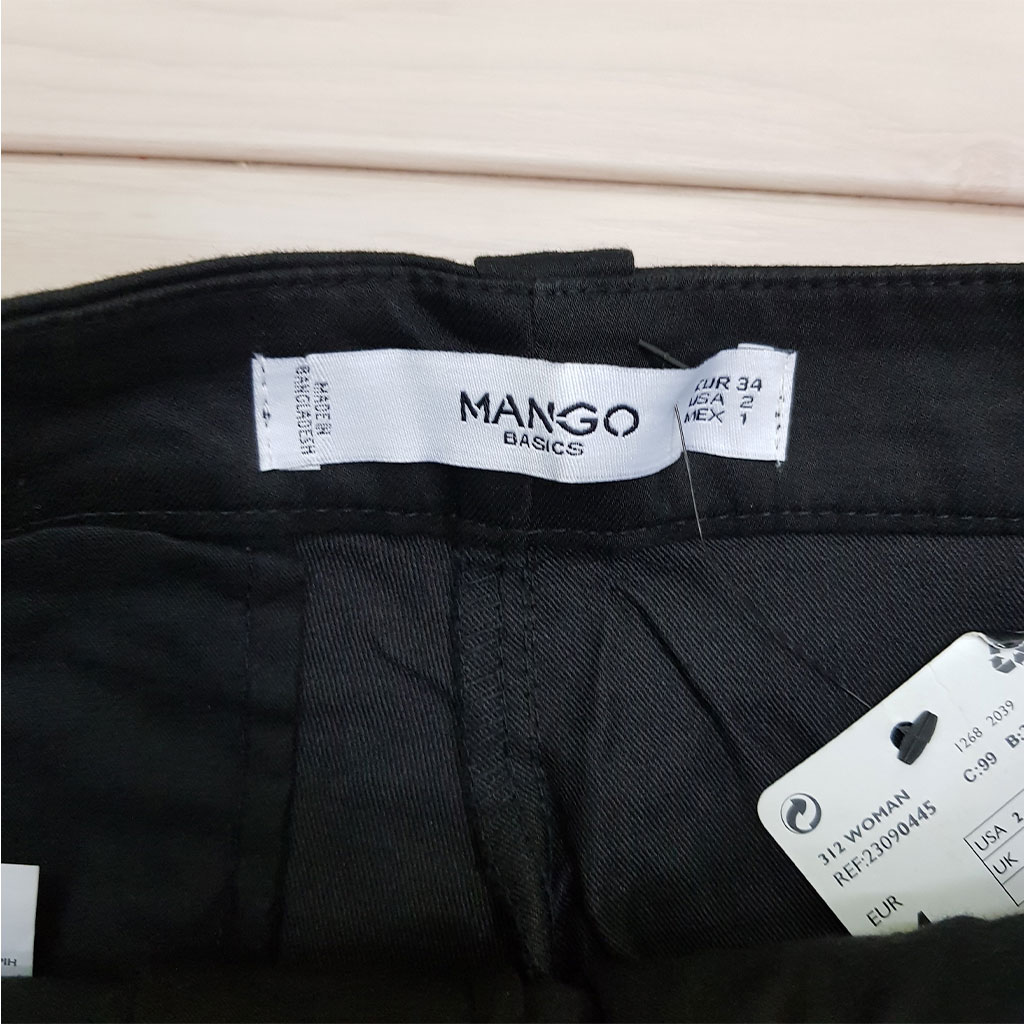 MADE IN
BANGLADESH
MANGO
BASICS
EUR 34
USA 2
MEX 1
1268 2039
C:99 B:
312 WOMAN
REF:23090445
USA 2
UK
EUR